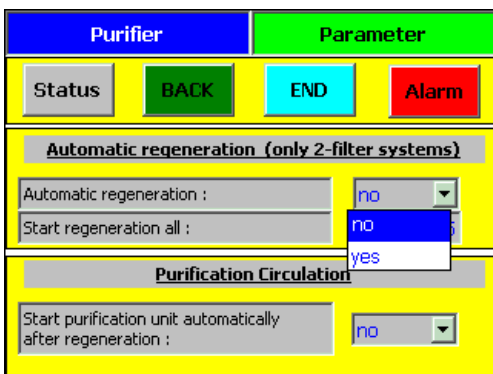 Purifier Parameter
Status BACK END Alarm
Automatic regeneration (only 2-filter systems)
Automatic regeneration : no
Start regeneration all : no
yes
Purification Circulation
Start purification unit automatically
after regeneration : no